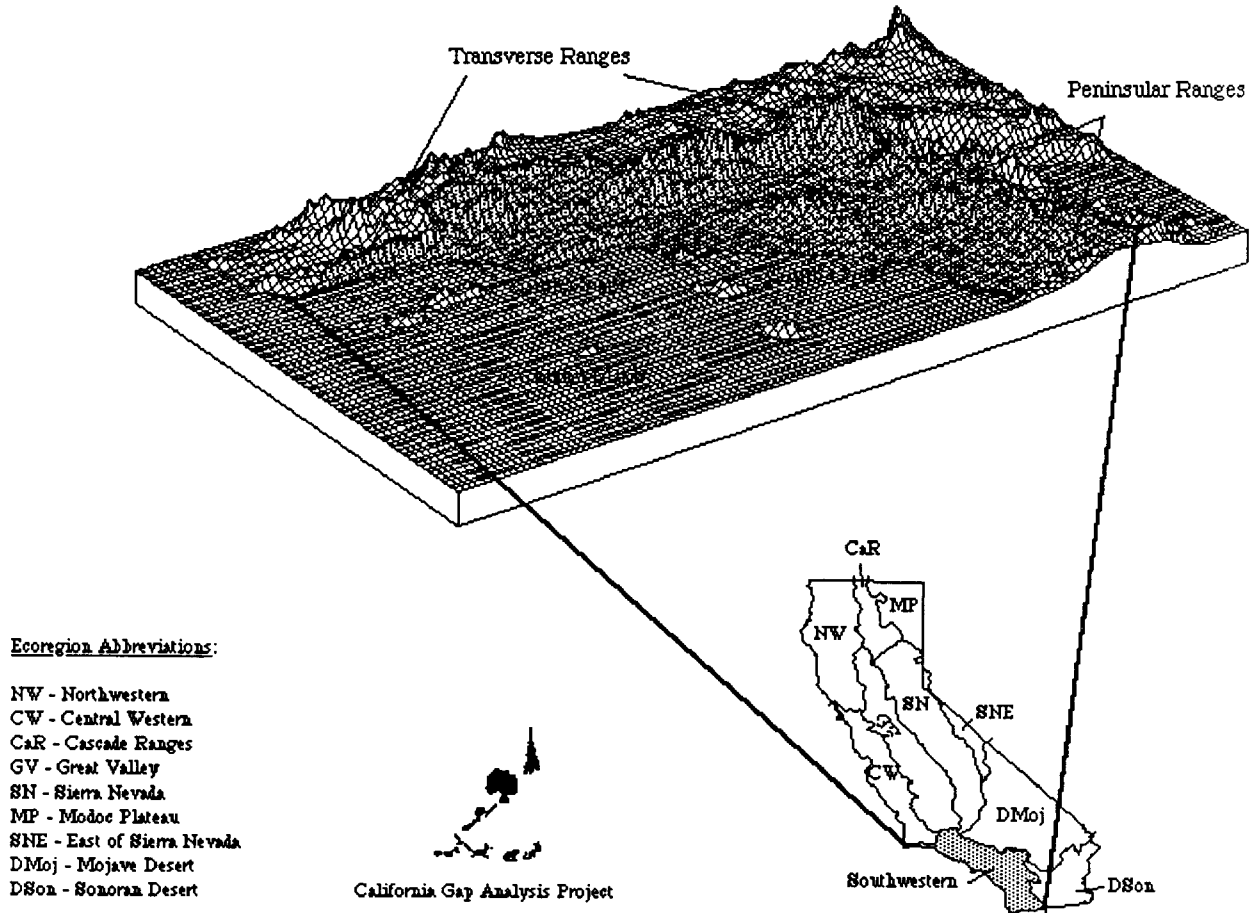 Transverse Ranges
Peninsular Ranges
CaR
MP
NW
SN
SNE
CW
DMoj
Southwestern
DSon
Ecoregion Abbreviations:
NW - Northwestern
CW - Central Western
CaR - Cascade Ranges
GV - Great Valley
SN - Sierra Nevada
MP - Modoc Plateau
SNE - East of Sierra Nevada
DMoj - Mojave Desert
DSon - Sonoran Desert
California Gap Analysis Project